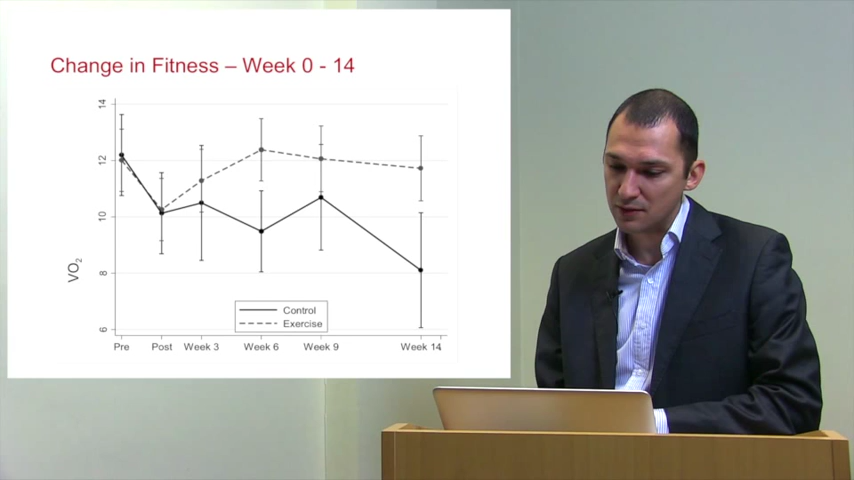 Change in Fitness – Week 0 - 14
14
12
10
8
6
VO2
Control
Exercise
Pre Post Week 3 Week 6 Week 9 Week 14